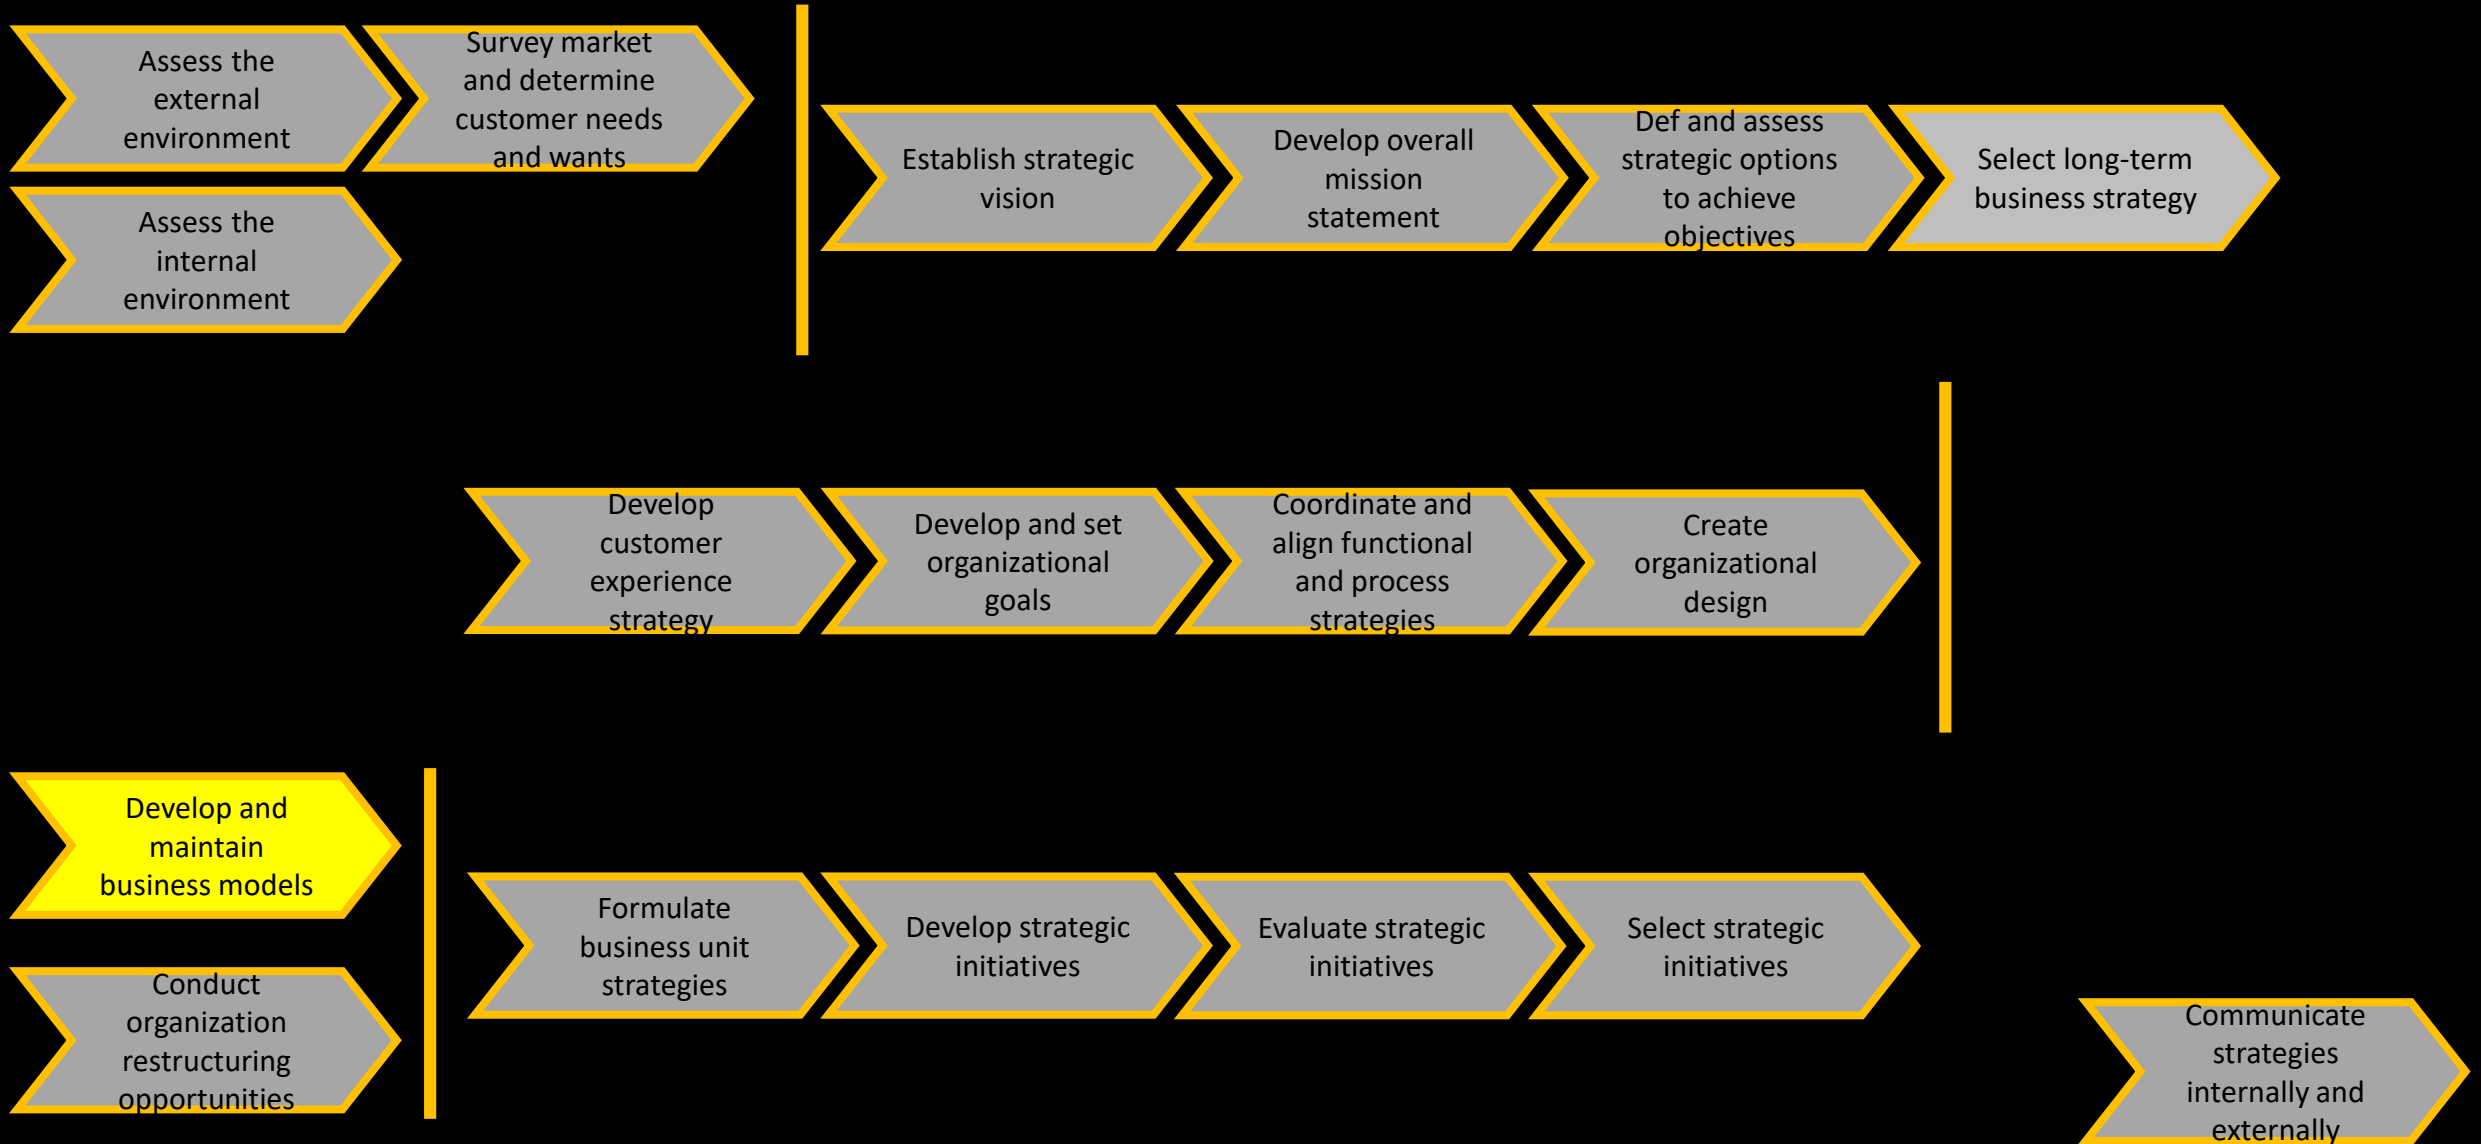 Assess the
external
environment
Survey market
and determine
customer needs
and wants
Assess the
internal
environment
Establish strategic
vision
Develop overall
mission
statement
Def and assess
strategic options
to achieve
objectives
Select long-term
business strategy
Develop
customer
experience
strategy
Develop and set
organizational
goals
Coordinate and
align functional
and process
strategies
Create
organizational
design
Develop and
maintain
business models
Conduct
organization
restructuring
opportunities
Formulate
business unit
strategies
Develop strategic
initiatives
Evaluate strategic
initiatives
Select strategic
initiatives
Communicate
strategies
internally and
externally